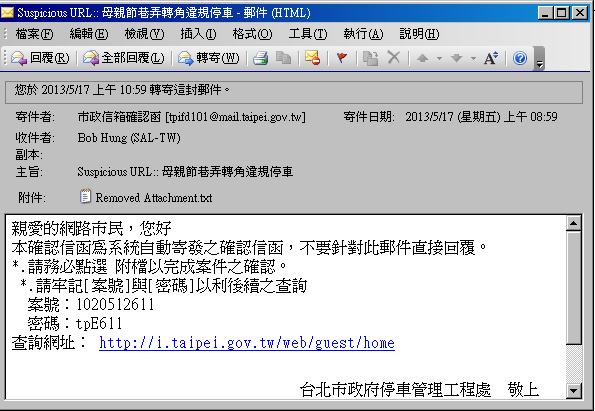 Suspicious URL:: 母親節巷弄轉角違規停車 - 郵件 (HTML)
檔案(F) 編輯(E) 檢視(V) 插入(I) 格式(O) 工具(T) 執行(A) 說明(H)
回覆(R) 全部回覆(L) 轉寄(W)
您於 2013/5/17 上午 10:59 轉寄這封郵件。
寄件者: 市政信箱確認函 [tpifd101@mail.taipei.gov.tw] 寄件日期: 2013/5/17 (星期五) 上午 08:59
收件者: Bob Hung (SAL-TW)
副本:
主旨: Suspicious URL:: 母親節巷弄轉角違規停車
附件: Removed Attachment.txt
親愛的網路市民，您好
本確認信函為系統自動寄發之確認信函，不要針對此郵件直接回覆。
*.請務必點選 附檔以完成案件之確認。
*.請牢記[案號]與[密碼]以利後續之查詢
案號：1020512611
密碼：tpE611
查詢網址： http://i.taipei.gov.tw/web/guest/home
台北市政府停車管理工程處 敬上